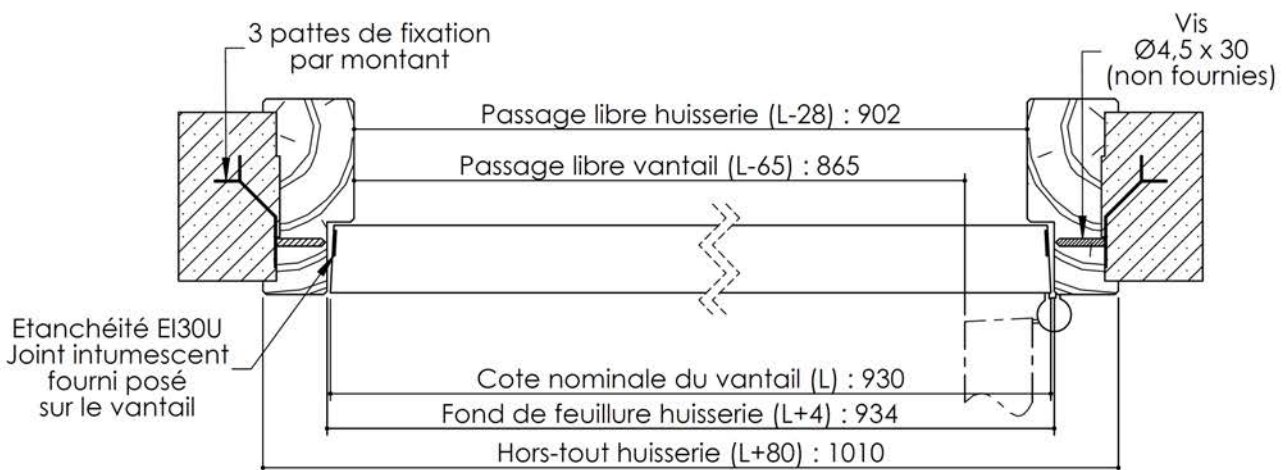 3 pattes de fixation
par montant
Vis
Ø4,5 x 30
(non fournies)
Passage libre huisserie (L-28) : 902
Passage libre vantail (L-65) : 865
Etanchéité EI30U
Joint intumescent
fourni posé
sur le vantail
Cote nominale du vantail (L) : 930
Fond de feuillure huisserie (L+4) : 934
Hors-tout huisserie (L+80) : 1010